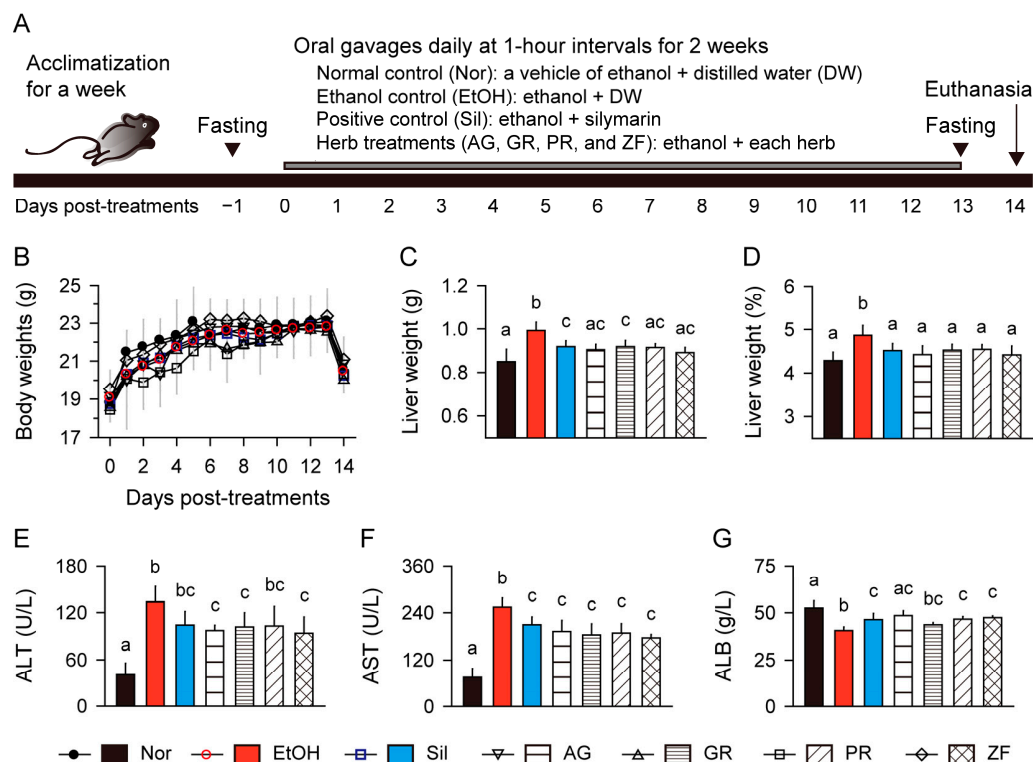 A
Acclimatization
for a week
Fasting
Oral gavages daily at 1-hour intervals for 2 weeks
Normal control (Nor): a vehicle of ethanol + distilled water (DW)
Ethanol control (EtOH): ethanol + DW
Positive control (Sil): ethanol + silymarin
Herb treatments (AG, GR, PR, and ZF): ethanol + each herb
Euthanasia
Fasting
Days post-treatments −1 0 1 2 3 4 5 6 7 8 9 10 11 12 13 14
B
Body weights (g)
25
23
21
19
17
0 2 4 6 8 10 12 14
Days post-treatments
C
Liver weight (g)
1.2
1.0
0.8
0.6
a b c ac c ac ac
D
Liver weight (%)
6
5
4
3
a b a a a a a
E
ALT (U/L)
180
120
60
0
a b bc c c bc c
F
AST (U/L)
360
240
120
0
a b c c c c c
G
ALB (g/L)
75
50
25
0
a b c ac bc c c
Nor EtOH Sil AG GR PR ZF